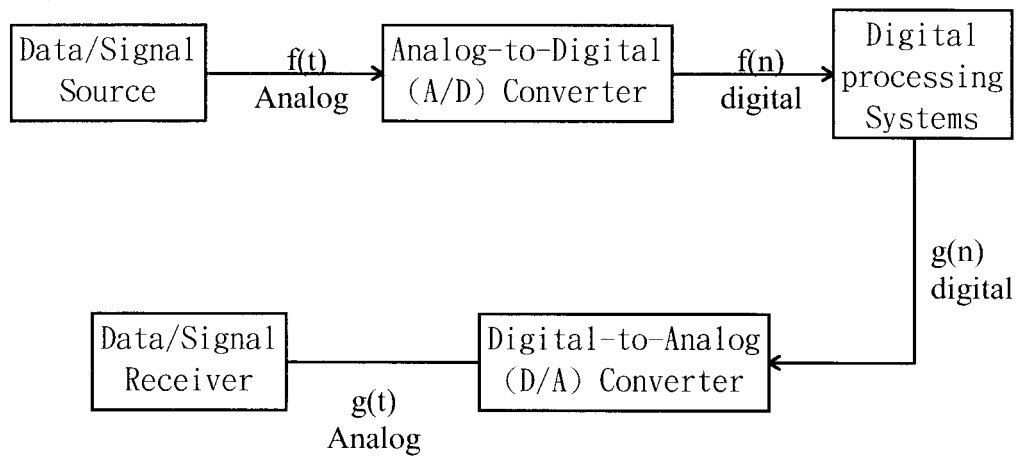 Data/Signal
Source
f(t)
Analog
Analog-to-Digital
(A/D) Converter
f(n)
digital
Digital
processing
Systems
g(n)
digital
Digital-to-Analog
(D/A) Converter
g(t)
Analog
Data/Signal
Receiver